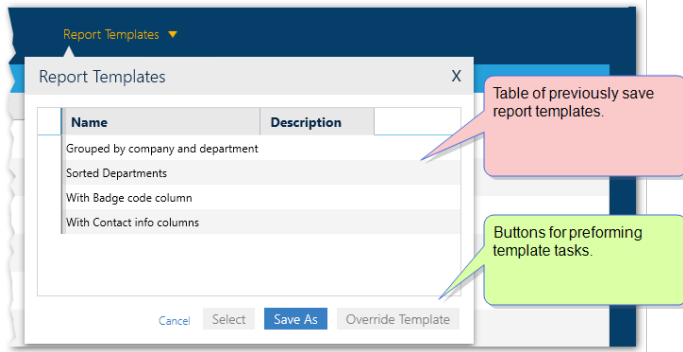 Report Templates ▼
Report Templates X
Name Description
Grouped by company and department
Sorted Departments
With Badge code column
With Contact info columns
Cancel Select Save As Override Template
Table of previously save
report templates.
Buttons for preforming
template tasks.